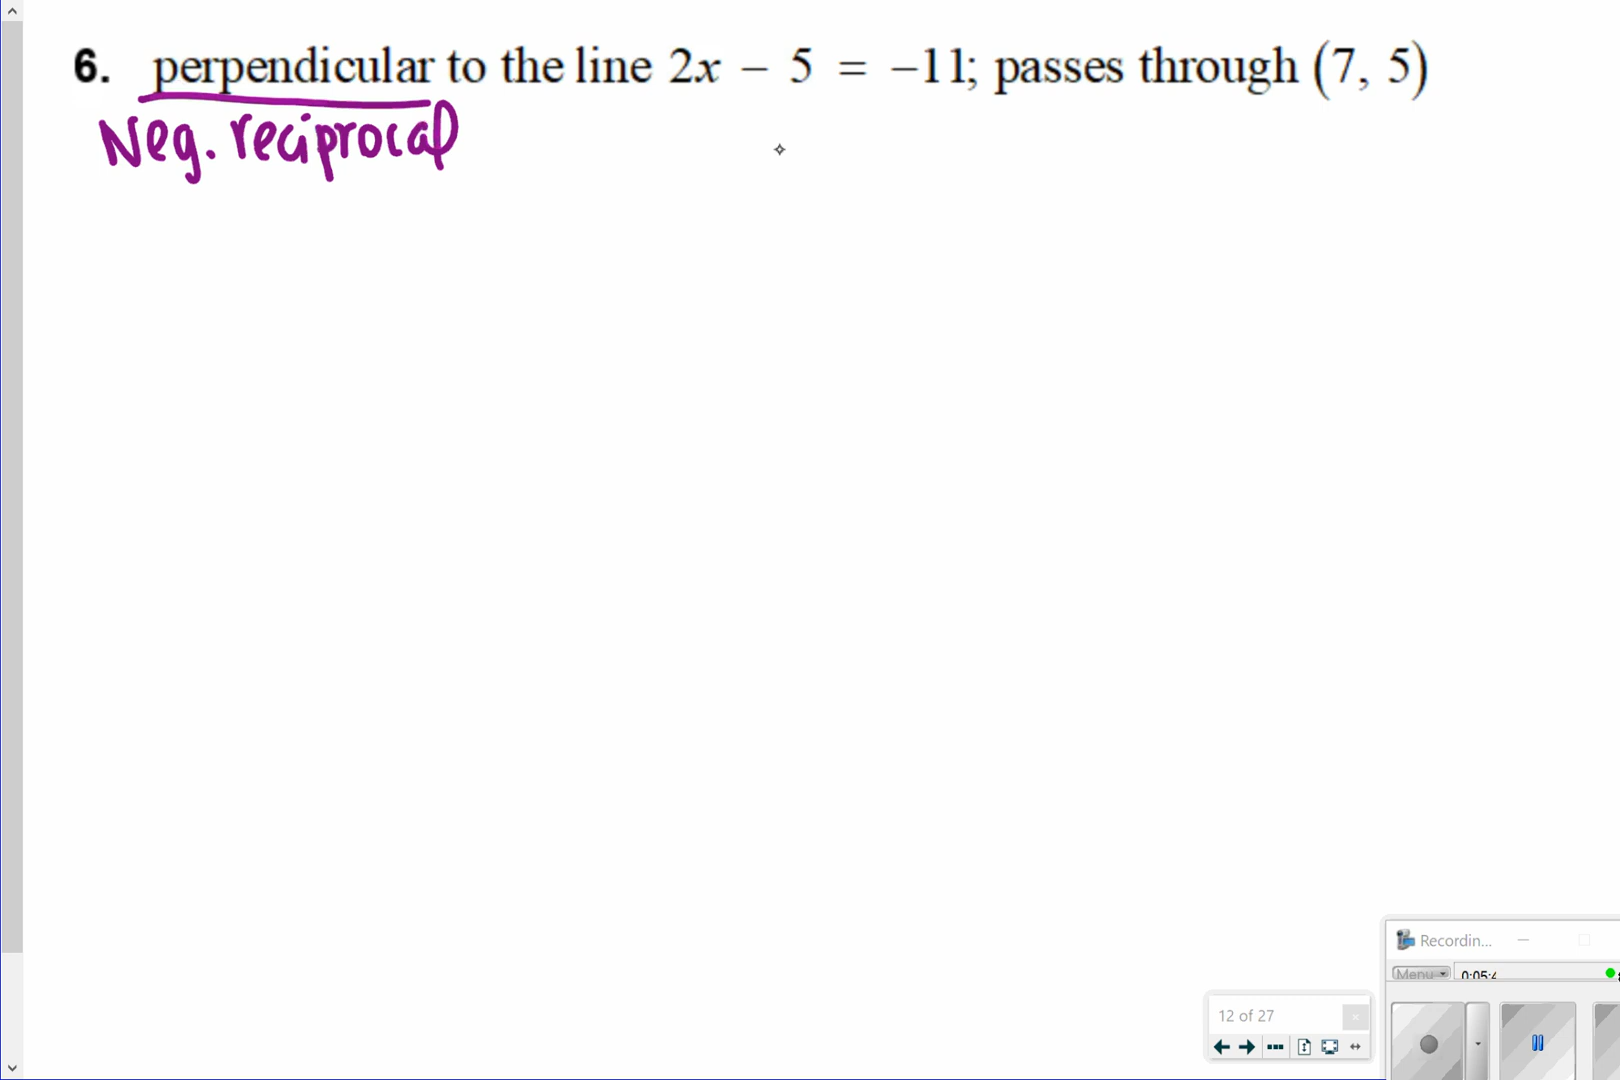 6. perpendicular to the line 2x − 5 = −11; passes through (7, 5)
Neg. reciprocal
Recordin...
Menu
12 of 27